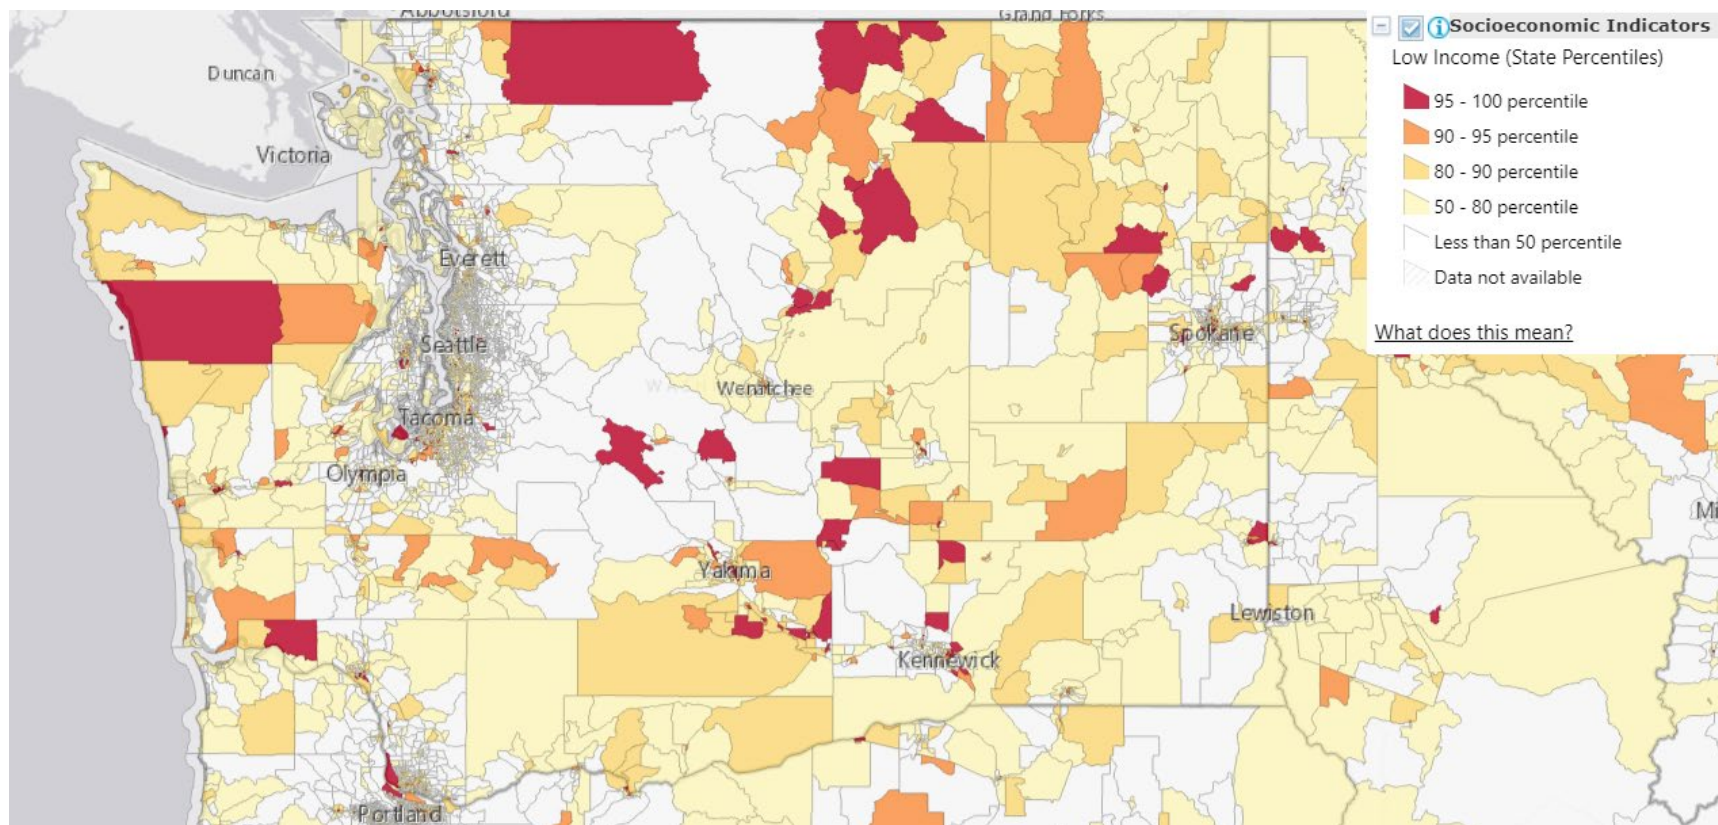 Abbotsford
Grand Forks
Duncan
Victoria
Everett
Seattle
Spokane
Wenatchee
Tacoma
Olympia
Yakima
Lewiston
Kennewick
Portland
Mi
Socioeconomic Indicators
Low Income (State Percentiles)
95 - 100 percentile
90 - 95 percentile
80 - 90 percentile
50 - 80 percentile
Less than 50 percentile
Data not available
What does this mean?